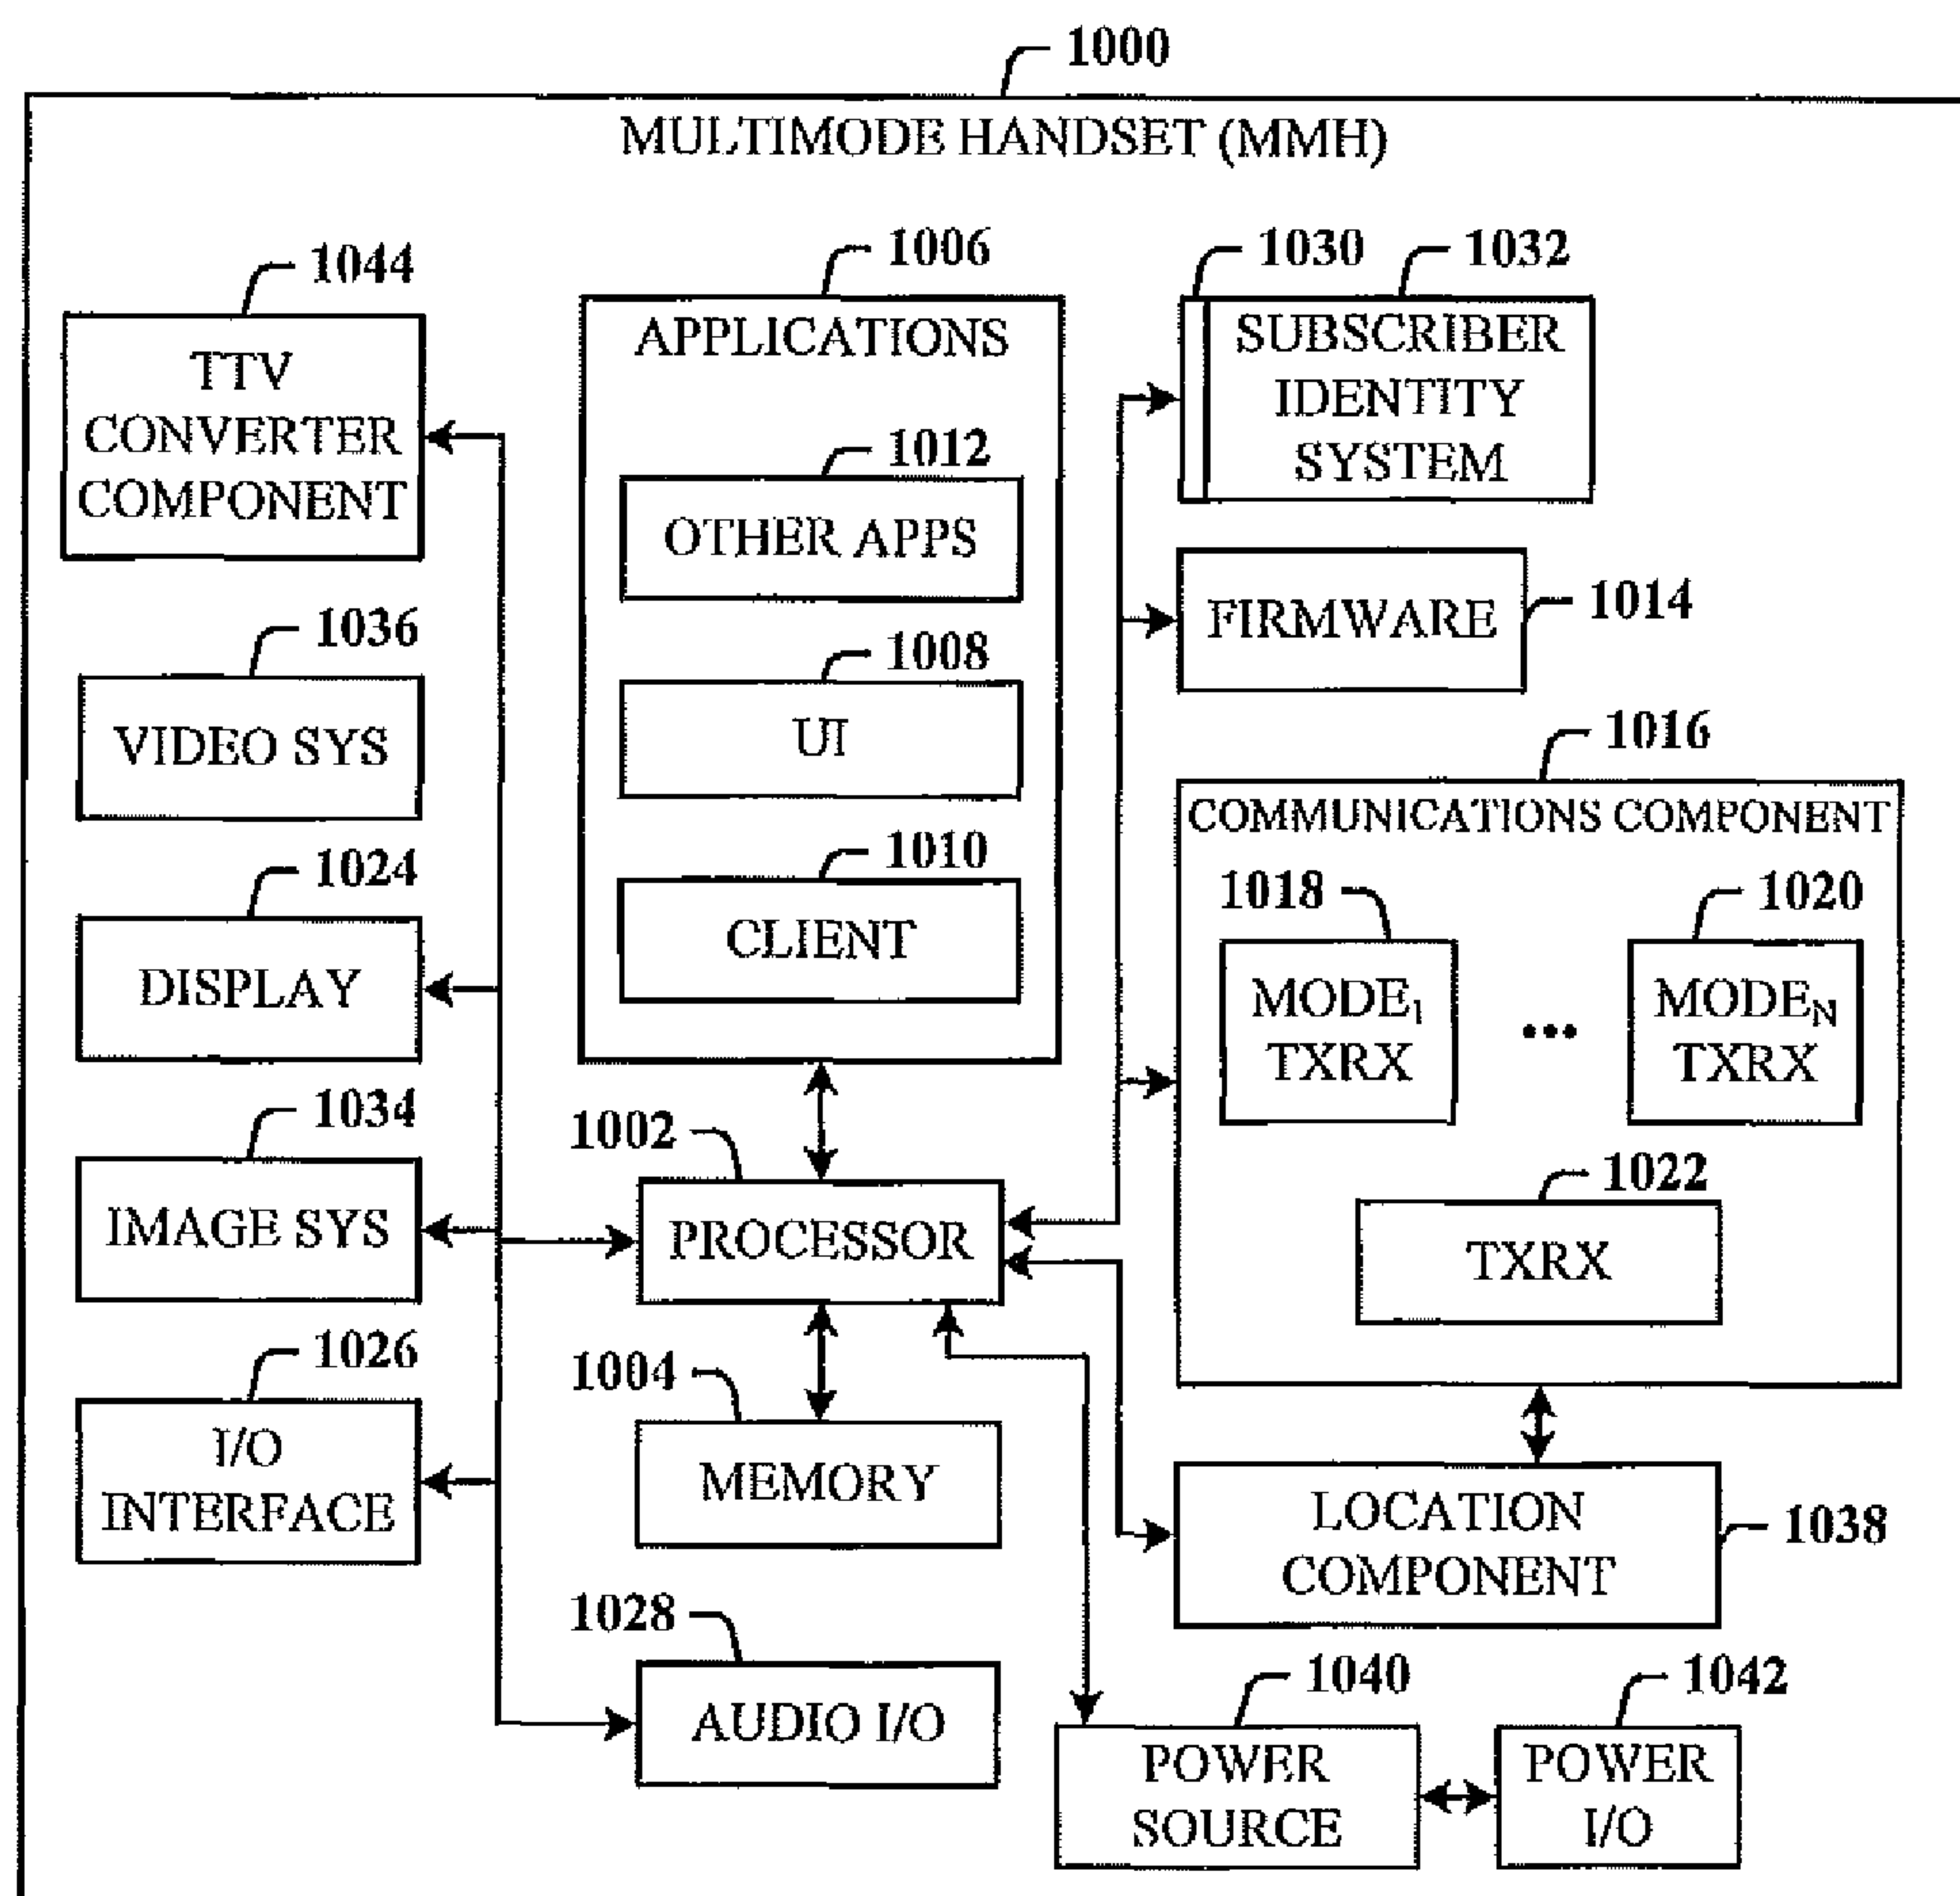 1000
MULTIMODE HANDSET (MMH)
1044
TTV
CONVERTER
COMPONENT
1036
VIDEO SYS
1024
DISPLAY
1034
IMAGE SYS
1026
I/O
INTERFACE
1006
APPLICATIONS
1012
OTHER APPS
1008
UI
1010
CLIENT
1002
PROCESSOR
1004
MEMORY
1028
AUDIO I/O
1030
1032
SUBSCRIBER
IDENTITY
SYSTEM
FIRMWARE
1014
1016
COMMUNICATIONS COMPONENT
1018
MODE₁
TXRX
•••
1020
MODE_N
TXRX
1022
TXRX
LOCATION
COMPONENT
1038
1040
POWER
SOURCE
1042
POWER
I/O